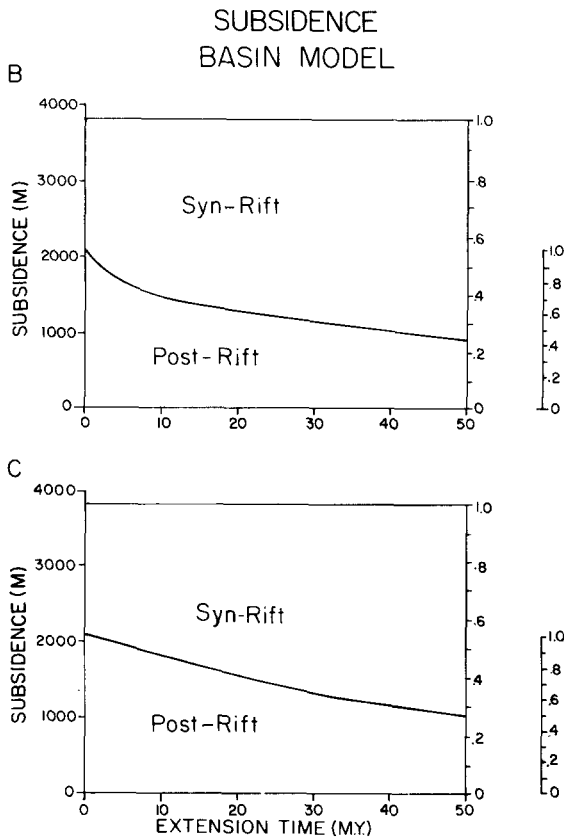 SUBSIDENCE
BASIN MODEL
B
4000
3000
2000
1000
0
SUBSIDENCE (M)
Syn-Rift
Post-Rift
0 10 20 30 40 50
1.0
.8
.6
.4
.2
0
1.0
.8
.6
.4
.2
0
C
4000
3000
2000
1000
0
SUBSIDENCE (M)
Syn-Rift
Post-Rift
0 10 20 30 40 50
EXTENSION TIME (M.Y.)
1.0
.8
.6
.4
.2
0
1.0
.8
.6
.4
.2
0